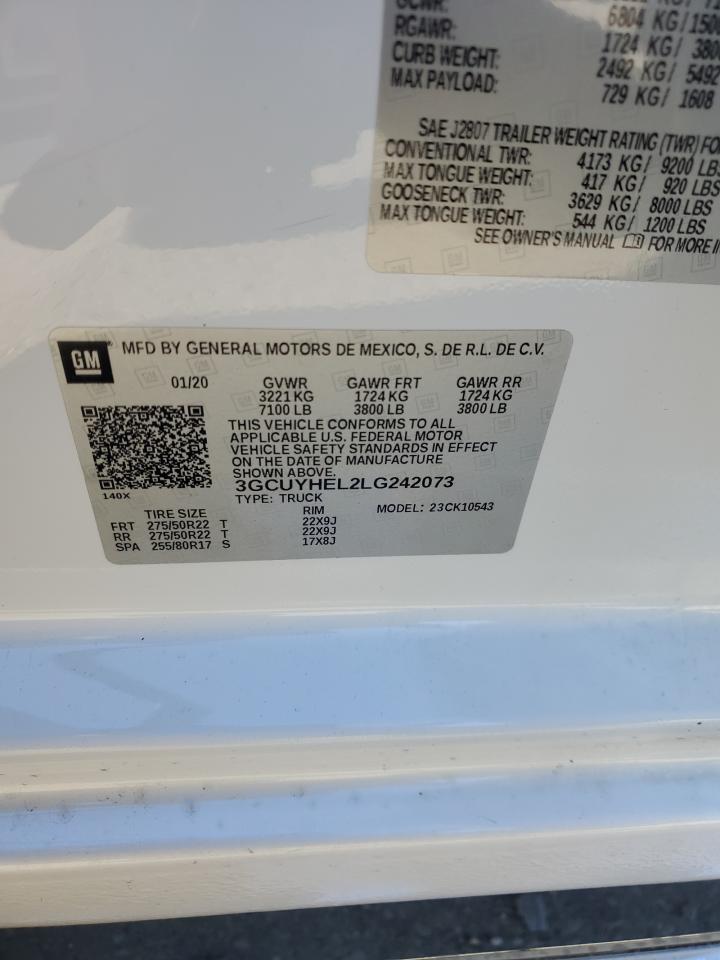 GCWR:
6804 KG/1500
RGAWR: 1724 KG/ 3800
CURB WEIGHT: 2492 KG/ 5492
MAX PAYLOAD: 729 KG/ 1608
SAE J2807 TRAILER WEIGHT RATING (TWR) FO
CONVENTIONAL TWR: 4173 KG/ 9200 LBS
MAX TONGUE WEIGHT: 417 KG/ 920 LBS
GOOSENECK TWR: 3629 KG/ 8000 LBS
MAX TONGUE WEIGHT: 544 KG/ 1200 LBS
SEE OWNER'S MANUAL FOR MORE IN
GM MFD BY GENERAL MOTORS DE MEXICO, S. DE R.L. DE C.V.
01/20 GVWR GAWR FRT GAWR RR
3221 KG 1724 KG 1724 KG
7100 LB 3800 LB 3800 LB
THIS VEHICLE CONFORMS TO ALL
APPLICABLE U.S. FEDERAL MOTOR
VEHICLE SAFETY STANDARDS IN EFFECT
ON THE DATE OF MANUFACTURE
SHOWN ABOVE.
3GCUYHEL2LG242073
140X TYPE: TRUCK MODEL: 23CK10543
TIRE SIZE RIM
FRT 275/50R22 T 22X9J
RR 275/50R22 T 22X9J
SPA 255/80R17 S 17X8J